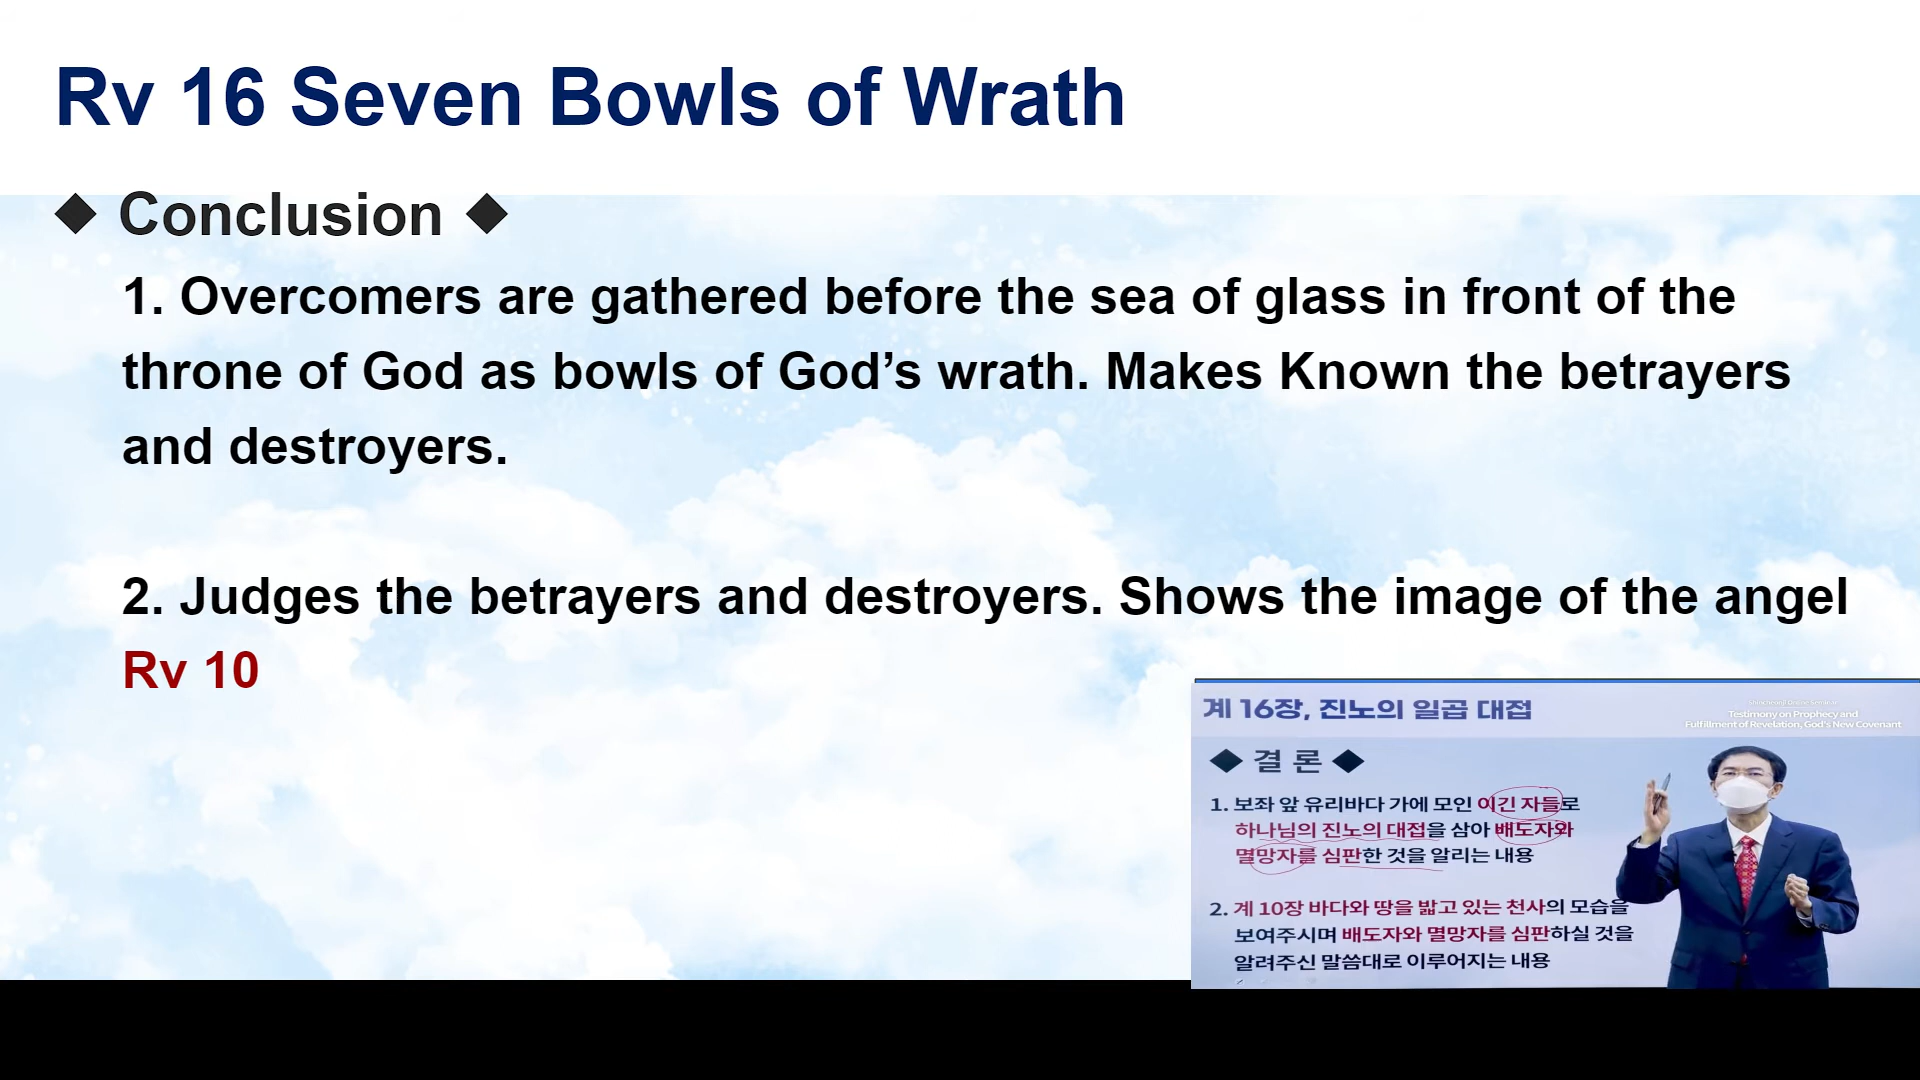 Rv 16 Seven Bowls of Wrath
◆ Conclusion ◆
1. Overcomers are gathered before the sea of glass in front of the
throne of God as bowls of God’s wrath. Makes Known the betrayers
and destroyers.
2. Judges the betrayers and destroyers. Shows the image of the angel
Rv 10
계 16장, 진노의 일곱 대접
Testimony on Prophecy and
Fulfillment of Revelation, God's New Covenant
◆ 결 론 ◆
1. 보좌 앞 유리바다 가에 모인 이긴 자들로
하나님의 진노의 대접을 삼아 배도자와
멸망자를 심판한 것을 알리는 내용
2. 계 10장 바다와 땅을 밟고 있는 천사의 모습을
보여주시며 배도자와 멸망자를 심판하실 것을
알려주신 말씀대로 이루어지는 내용